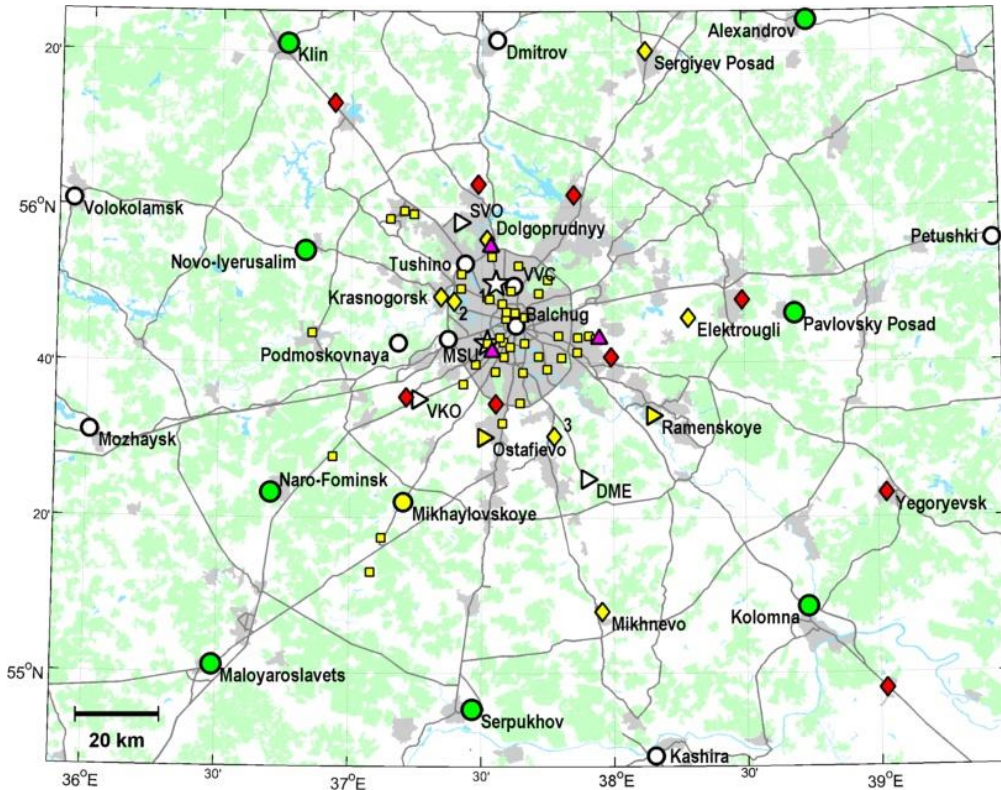 Alexandrov
20'
Klin
Dmitrov
Sergiyev Posad
56°N
Volokolamsk
SVO
Dolgoprudnyy
Petushki
Novo-Iyerusalim
Tushino
VVC
Krasnogorsk
1
2
Balchug
Elektrougli
Pavlovsky Posad
40'
Podmoskovnaya
MSU
VKO
Mozhaysk
3
Ramenskoye
Ostafievo
Naro-Fominsk
DME
Yegoryevsk
20'
Mikhaylovskoye
Kolomna
Mikhnevo
55°N
Maloyaroslavets
Serpukhov
20 km
Kashira
36°E
30'
37°E
30'
38°E
30'
39°E